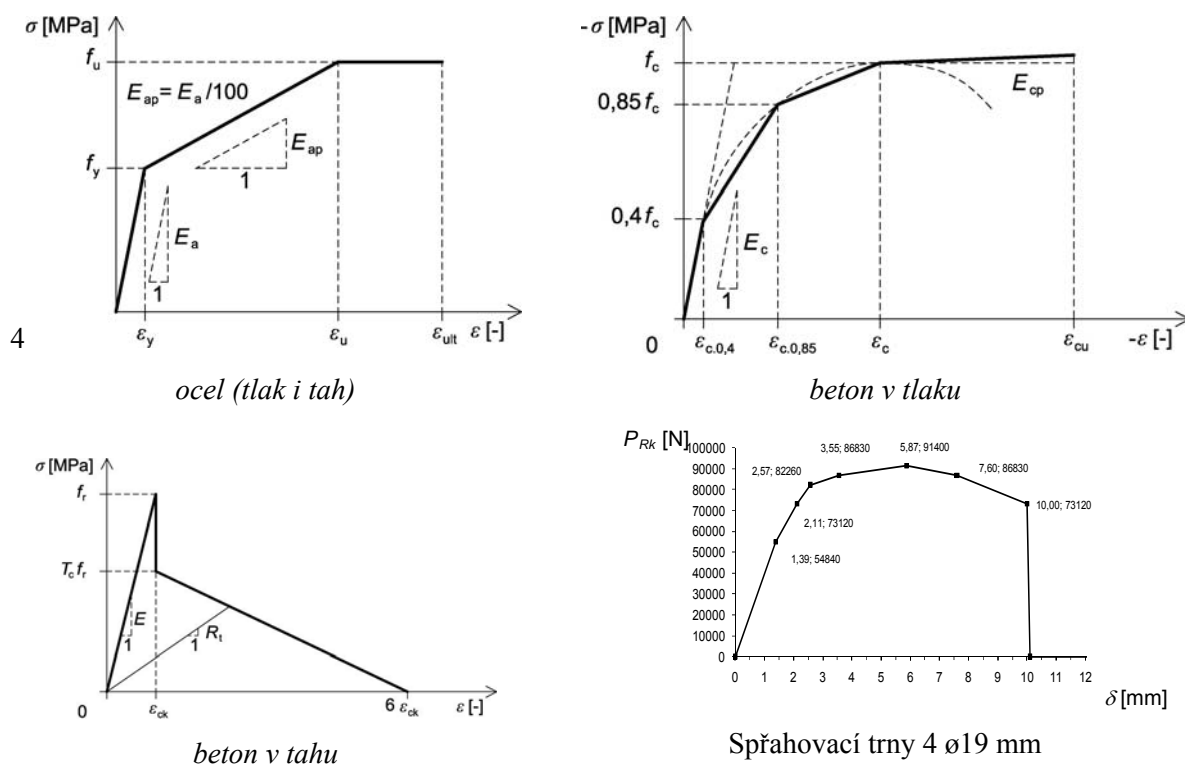 σ [MPa]
f_u
E_ap = E_a /100
E_ap
1
f_y
E_a
1
ε_y
ε_u
ε_ult
ε [-]
4
ocel (tlak i tah)
-σ [MPa]
f_c
E_cp
0,85 f_c
0,4 f_c
E_c
1
0
ε_c.0,4
ε_c.0,85
ε_c
ε_cu
-ε [-]
beton v tlaku
σ [MPa]
f_r
T_c f_r
E
1
R_t
1
0
ε_ck
6 ε_ck
ε [-]
beton v tahu
P_Rk [N]
100000
90000
80000
70000
60000
50000
40000
30000
20000
10000
0
3,55; 86830
5,87; 91400
2,57; 82260
7,60; 86830
10,00; 73120
2,11; 73120
1,39; 54840
0 1 2 3 4 5 6 7 8 9 10 11 12
δ [mm]
Spřahovací trny 4 ø19 mm